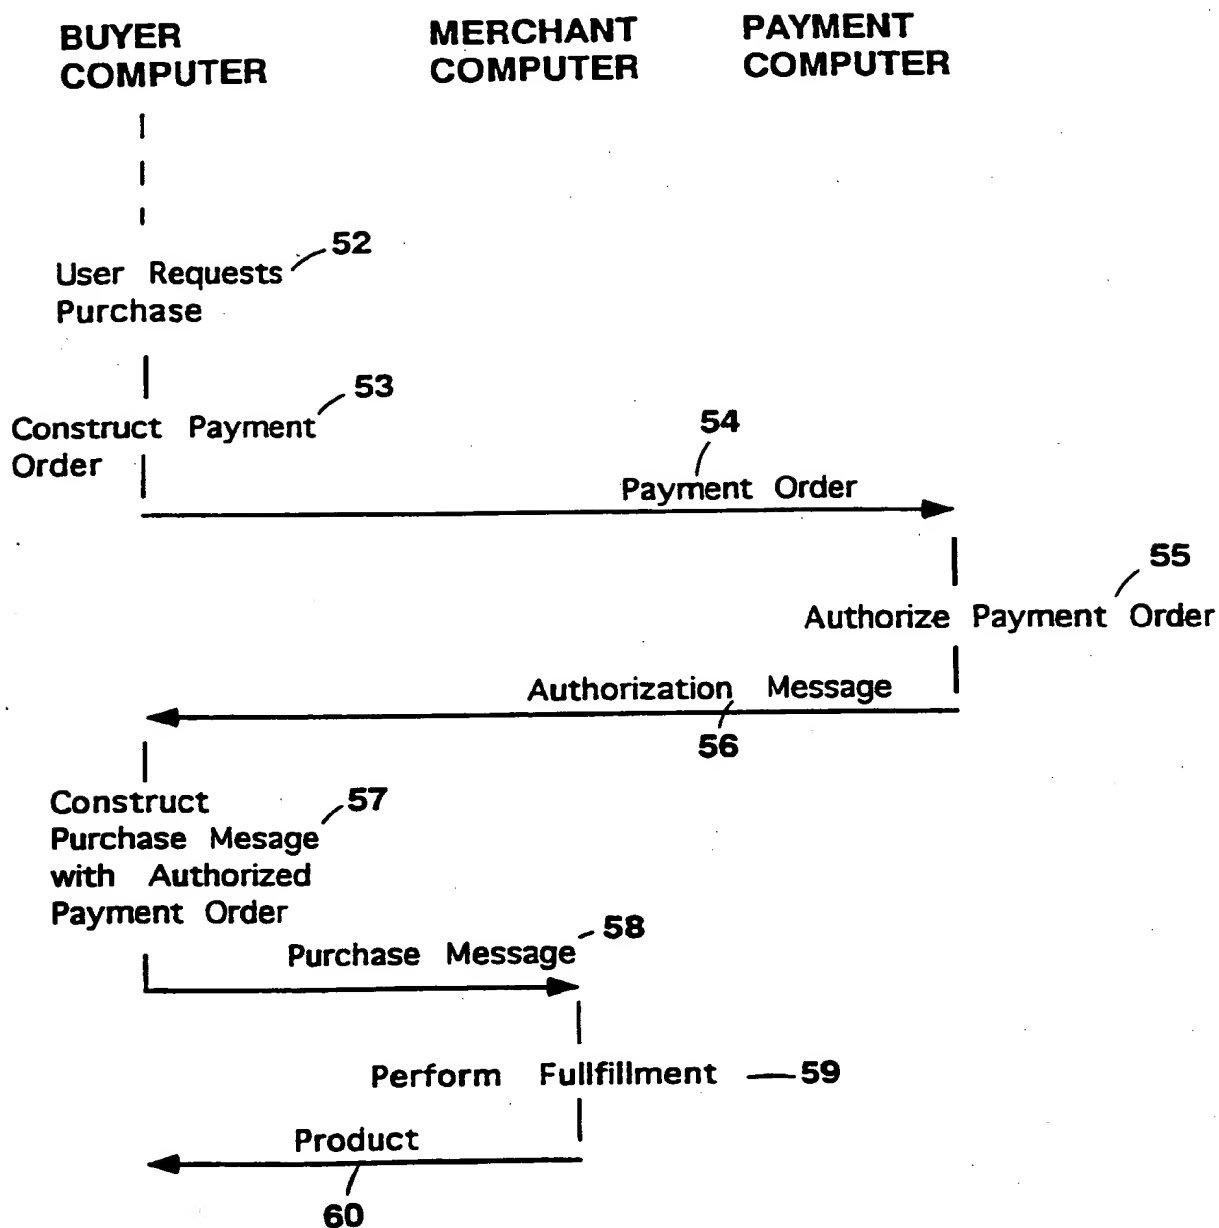 BUYER
COMPUTER
MERCHANT
COMPUTER
PAYMENT
COMPUTER
52
User Requests
Purchase
53
Construct Payment
Order
54
Payment Order
55
Authorize Payment Order
Authorization Message
56
Construct
57
Purchase Mesage
with Authorized
Payment Order
58
Purchase Message
Perform Fullfillment
59
Product
60